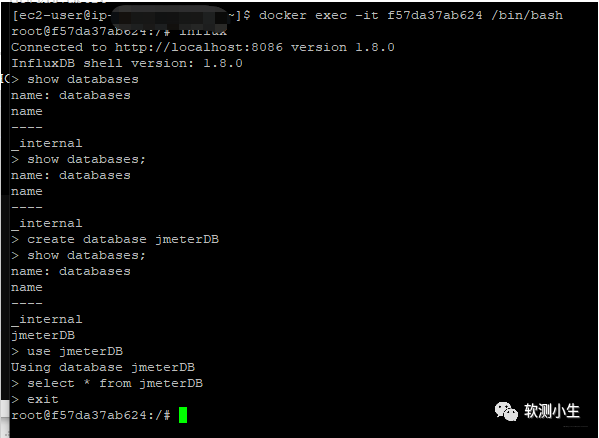 [ec2-user@ip- ~]$ docker exec -it f57da37ab624 /bin/bash
root@f57da37ab624:/# influx
Connected to http://localhost:8086 version 1.8.0
InfluxDB shell version: 1.8.0
> show databases
name: databases
name
----
_internal
> show databases;
name: databases
name
----
_internal
> create database jmeterDB
> show databases;
name: databases
name
----
_internal
jmeterDB
> use jmeterDB
Using database jmeterDB
> select * from jmeterDB
> exit
root@f57da37ab624:/#
软测小生